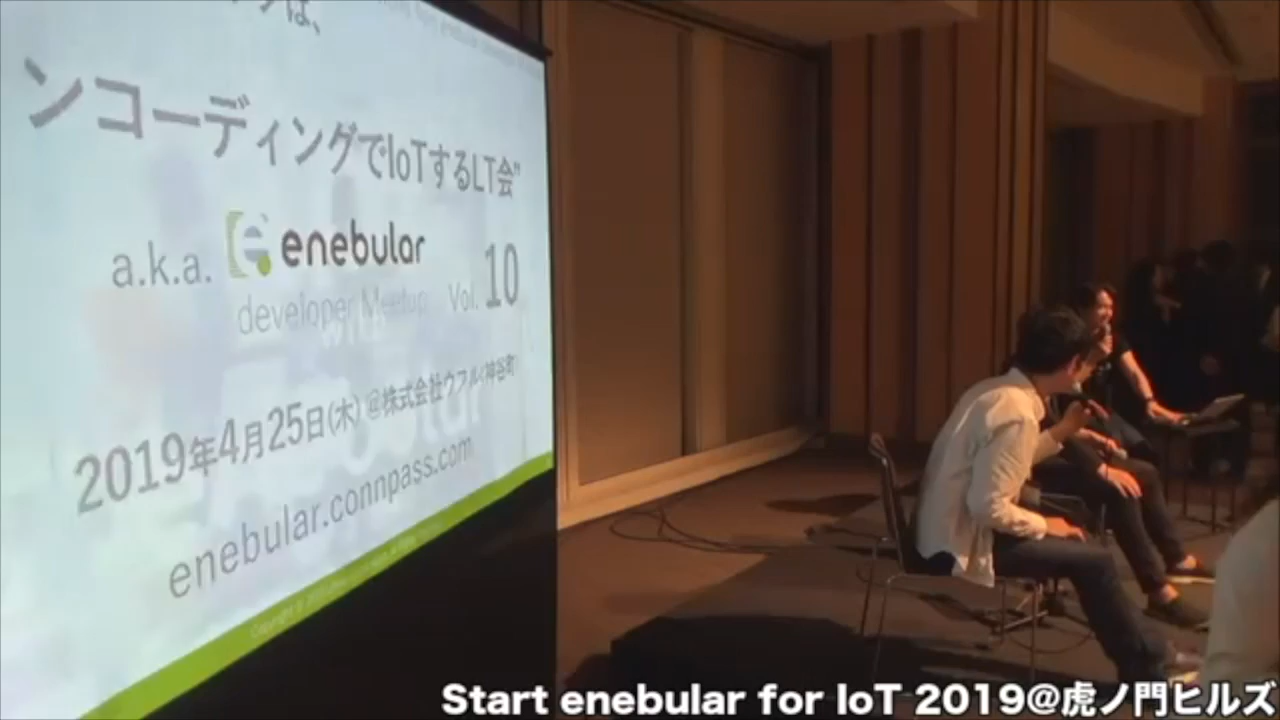 は、
ンコーディングでIoTするLT会”
a.k.a. enebular
developer Meetup Vol. 10
2019年4月25日(木) @株式会社ウフル(神谷町
enebular.connpass.com
Start enebular for IoT 2019@虎ノ門ヒルズ